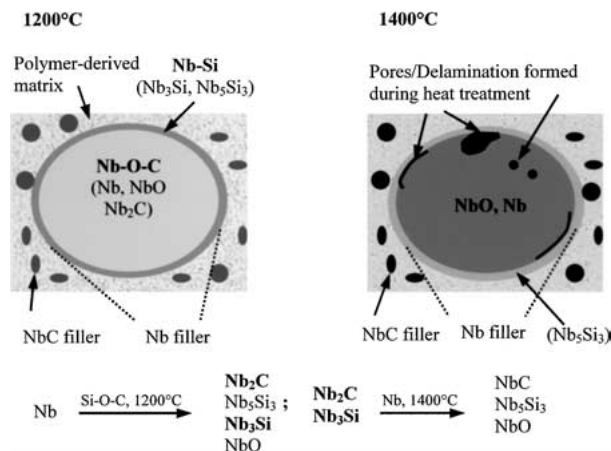 1200°C
1400°C
Polymer-derived
matrix
Nb-Si
(Nb₃Si, Nb₅Si₃)
Pores/Delamination formed
during heat treatment
Nb-O-C
(Nb, NbO
Nb₂C)
NbO, Nb
NbC filler
Nb filler
NbC filler
Nb filler
(Nb₅Si₃)
Nb
Si-O-C, 1200°C
Nb₂C
Nb₅Si₃ ;
Nb₃Si
NbO
Nb₂C
Nb₃Si
Nb, 1400°C
NbC
Nb₅Si₃
NbO